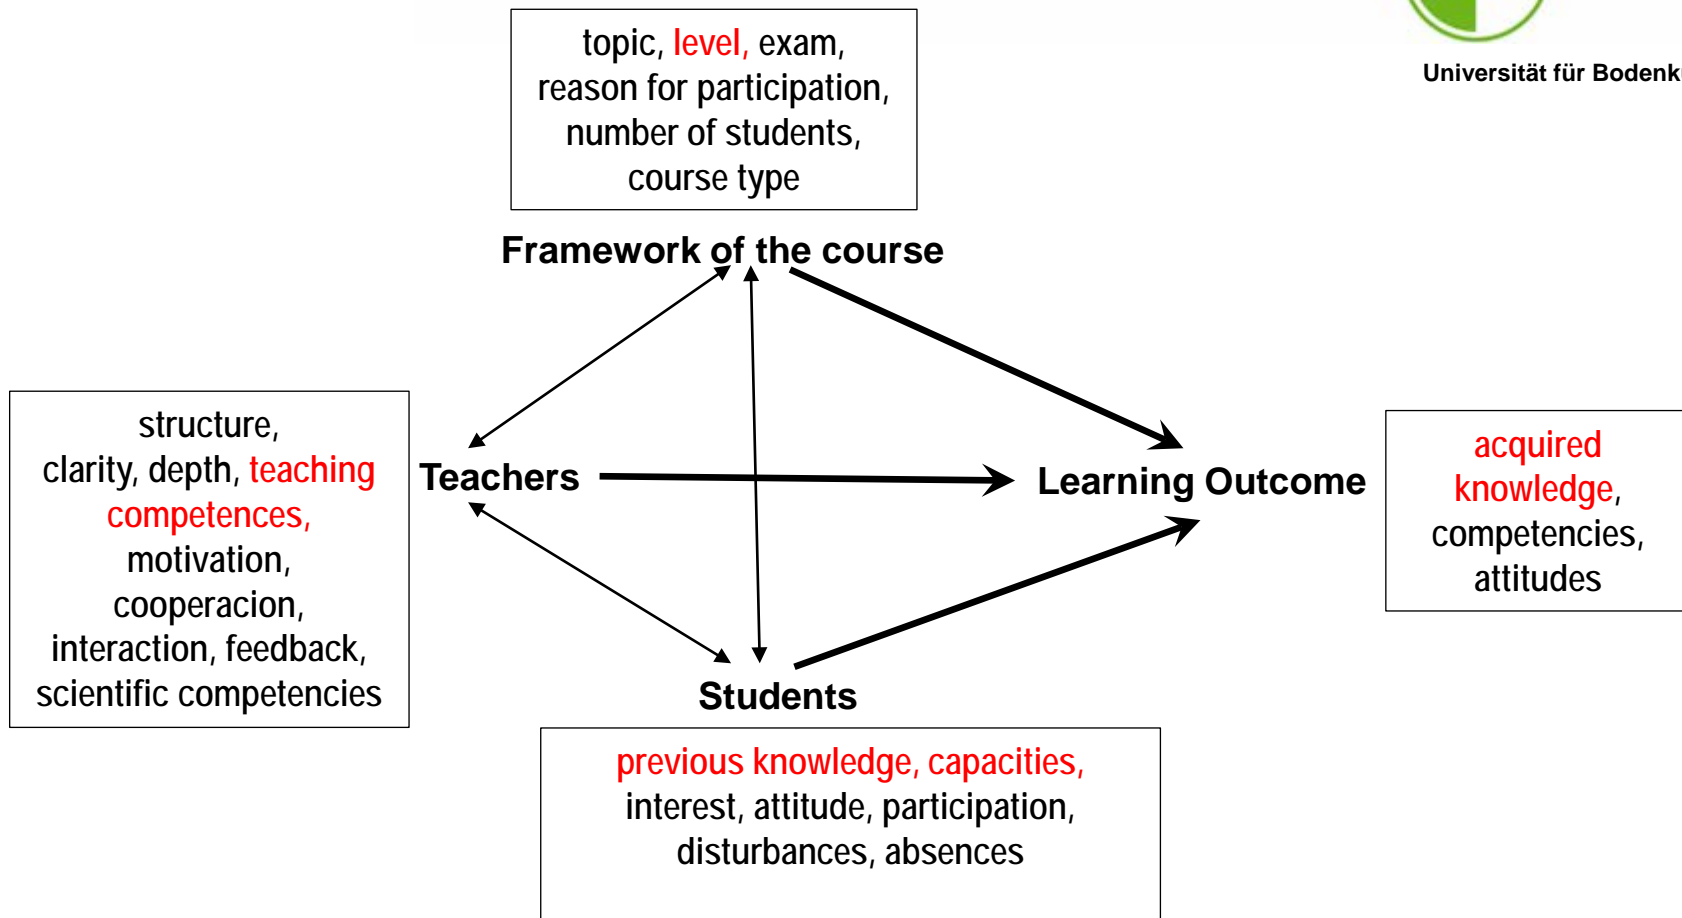 topic, level, exam,
reason for participation,
number of students,
course type
Universität für Bodenk
Framework of the course
structure,
clarity, depth, teaching
competences,
motivation,
cooperacion,
interaction, feedback,
scientific competencies
Teachers
Learning Outcome
acquired
knowledge,
competencies,
attitudes
Students
previous knowledge, capacities,
interest, attitude, participation,
disturbances, absences